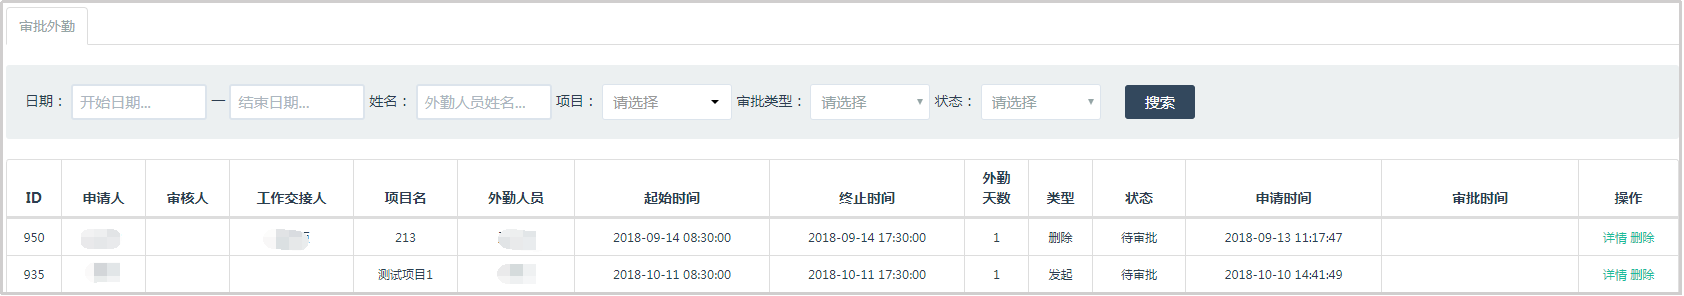 审批外勤
日期： 开始日期... — 结束日期... 姓名： 外勤人员姓名... 项目： 请选择 审批类型： 请选择 状态： 请选择 搜索
ID 申请人 审核人 工作交接人 项目名 外勤人员 起始时间 终止时间 外勤天数 类型 状态 申请时间 审批时间 操作
950 213 2018-09-14 08:30:00 2018-09-14 17:30:00 1 删除 待审批 2018-09-13 11:17:47 详情 删除
935 测试项目1 2018-10-11 08:30:00 2018-10-11 17:30:00 1 发起 待审批 2018-10-10 14:41:49 详情 删除